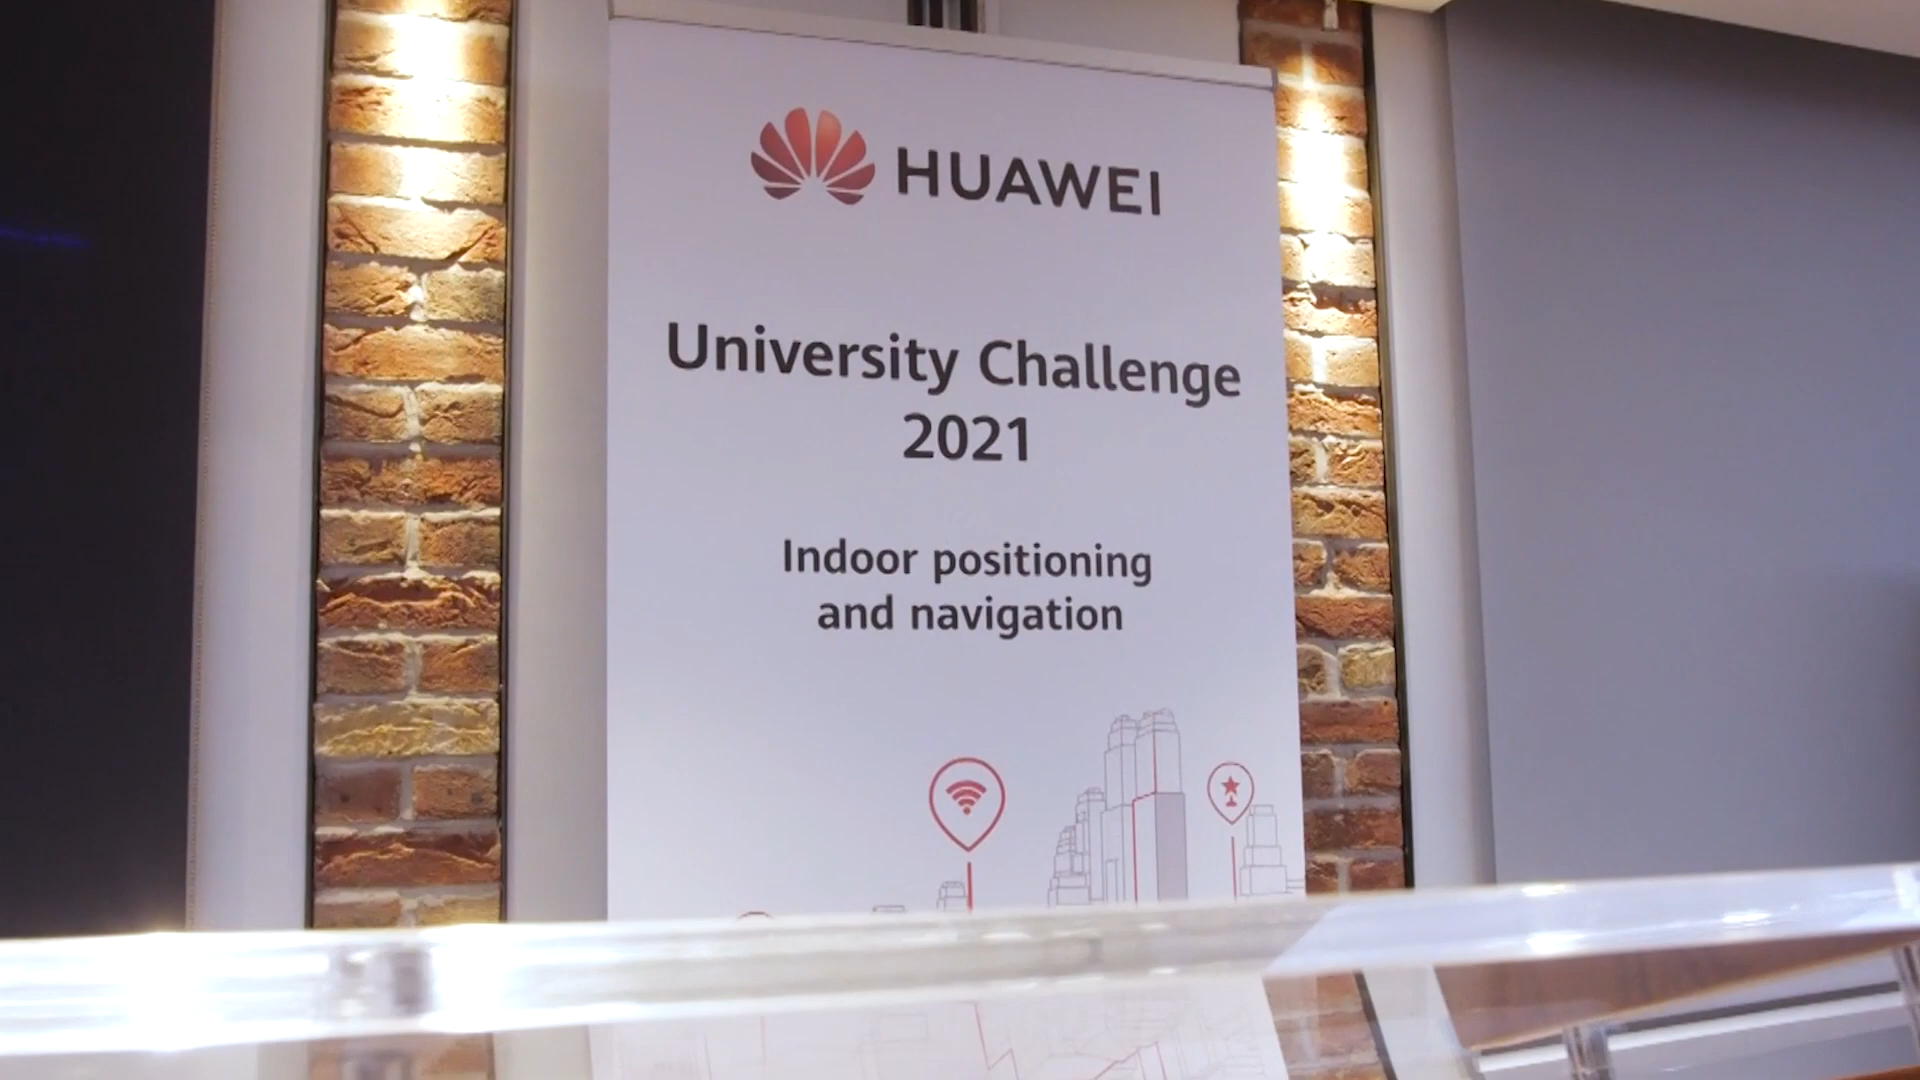 HUAWEI
University Challenge
2021
Indoor positioning
and navigation